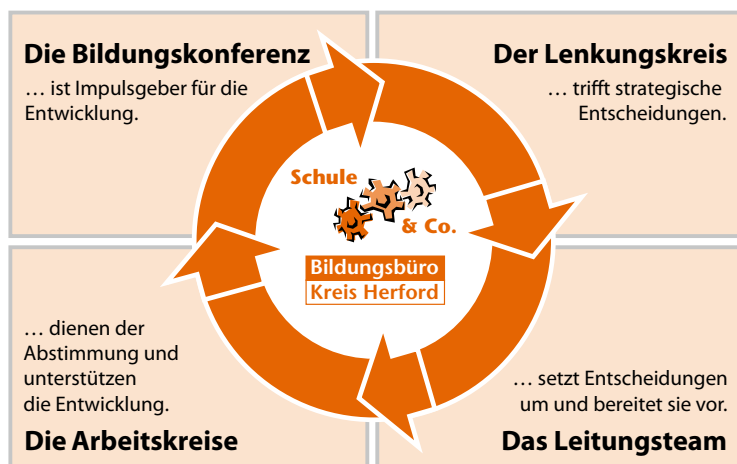 Die Bildungskonferenz
… ist Impulsgeber für die
Entwicklung.
Der Lenkungskreis
… trifft strategische
Entscheidungen.
Schule
& Co.
Bildungsbüro
Kreis Herford
… dienen der
Abstimmung und
unterstützen
die Entwicklung.
Die Arbeitskreise
… setzt Entscheidungen
um und bereitet sie vor.
Das Leitungsteam